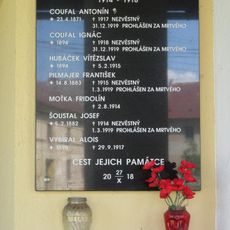 1914 - 1918
COUFAL ANTONÍN
* 23.4.1871 † 1917 NEZVĚSTNÝ
31.12.1919 PROHLÁŠEN ZA MRTVÉHO
COUFAL IGNÁC
* 1894 † 1918 NEZVĚSTNÝ
31.12.1919 PROHLÁŠEN ZA MRTVÉHO
HUBÁČEK VÍTĚZSLAV
* 1894 † 5.2.1915
PILMAJER FRANTIŠEK
* 14.8.1883 † 1915 NEZVĚSTNÝ
1.3.1919 PROHLÁŠEN ZA MRTVÉHO
MOŤKA FRIDOLÍN
† 2.8.1914
ŠOUSTAL JOSEF
* 5.2.1882 † 1914 NEZVĚSTNÝ
1.3.1919 PROHLÁŠEN ZA MRTVÉHO
VYBÍRAL ALOIS
† 29.9.1917
ČEST JEJICH PAMÁTCE
20 27/X 18